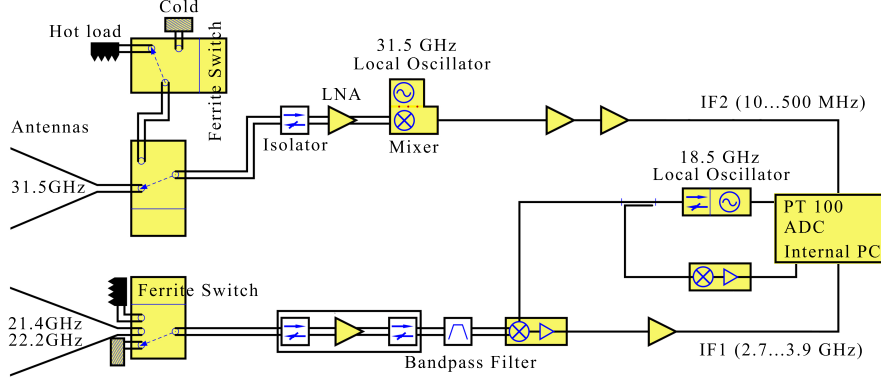 Cold
Hot load
Ferrite Switch
31.5 GHz
Local Oscillator
LNA
IF2 (10...500 MHz)
Antennas
Isolator
Mixer
18.5 GHz
Local Oscillator
31.5GHz
PT 100
ADC
Internal PC
Ferrite Switch
21.4GHz
22.2GHz
Bandpass Filter
IF1 (2.7...3.9 GHz)